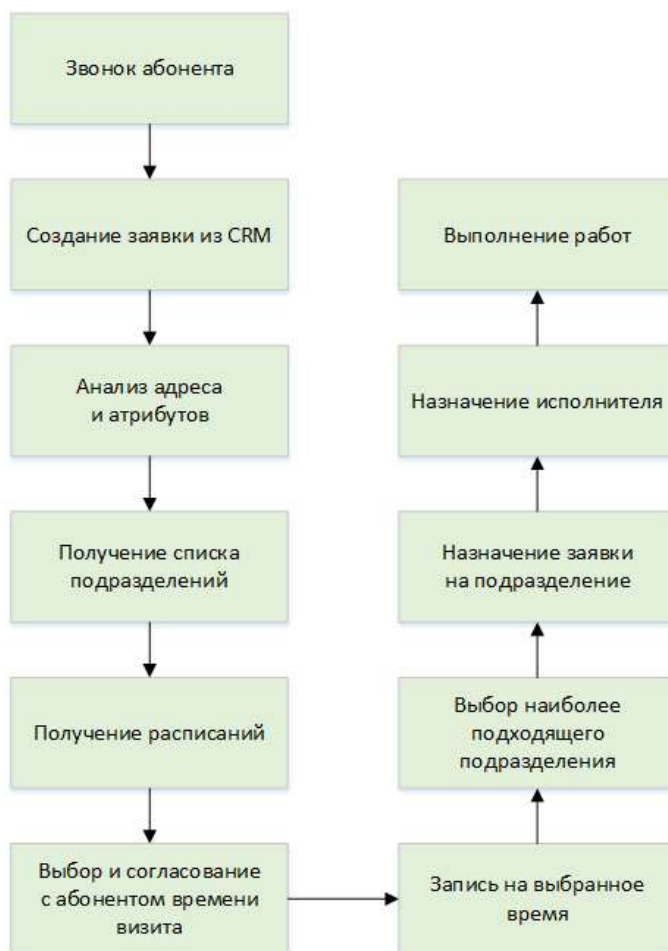 Звонок абонента
Создание заявки из CRM
Анализ адреса
и атрибутов
Получение списка
подразделений
Получение расписаний
Выбор и согласование
с абонентом времени
визита
Запись на выбранное
время
Выбор наиболее
подходящего
подразделения
Назначение заявки
на подразделение
Назначение исполнителя
Выполнение работ